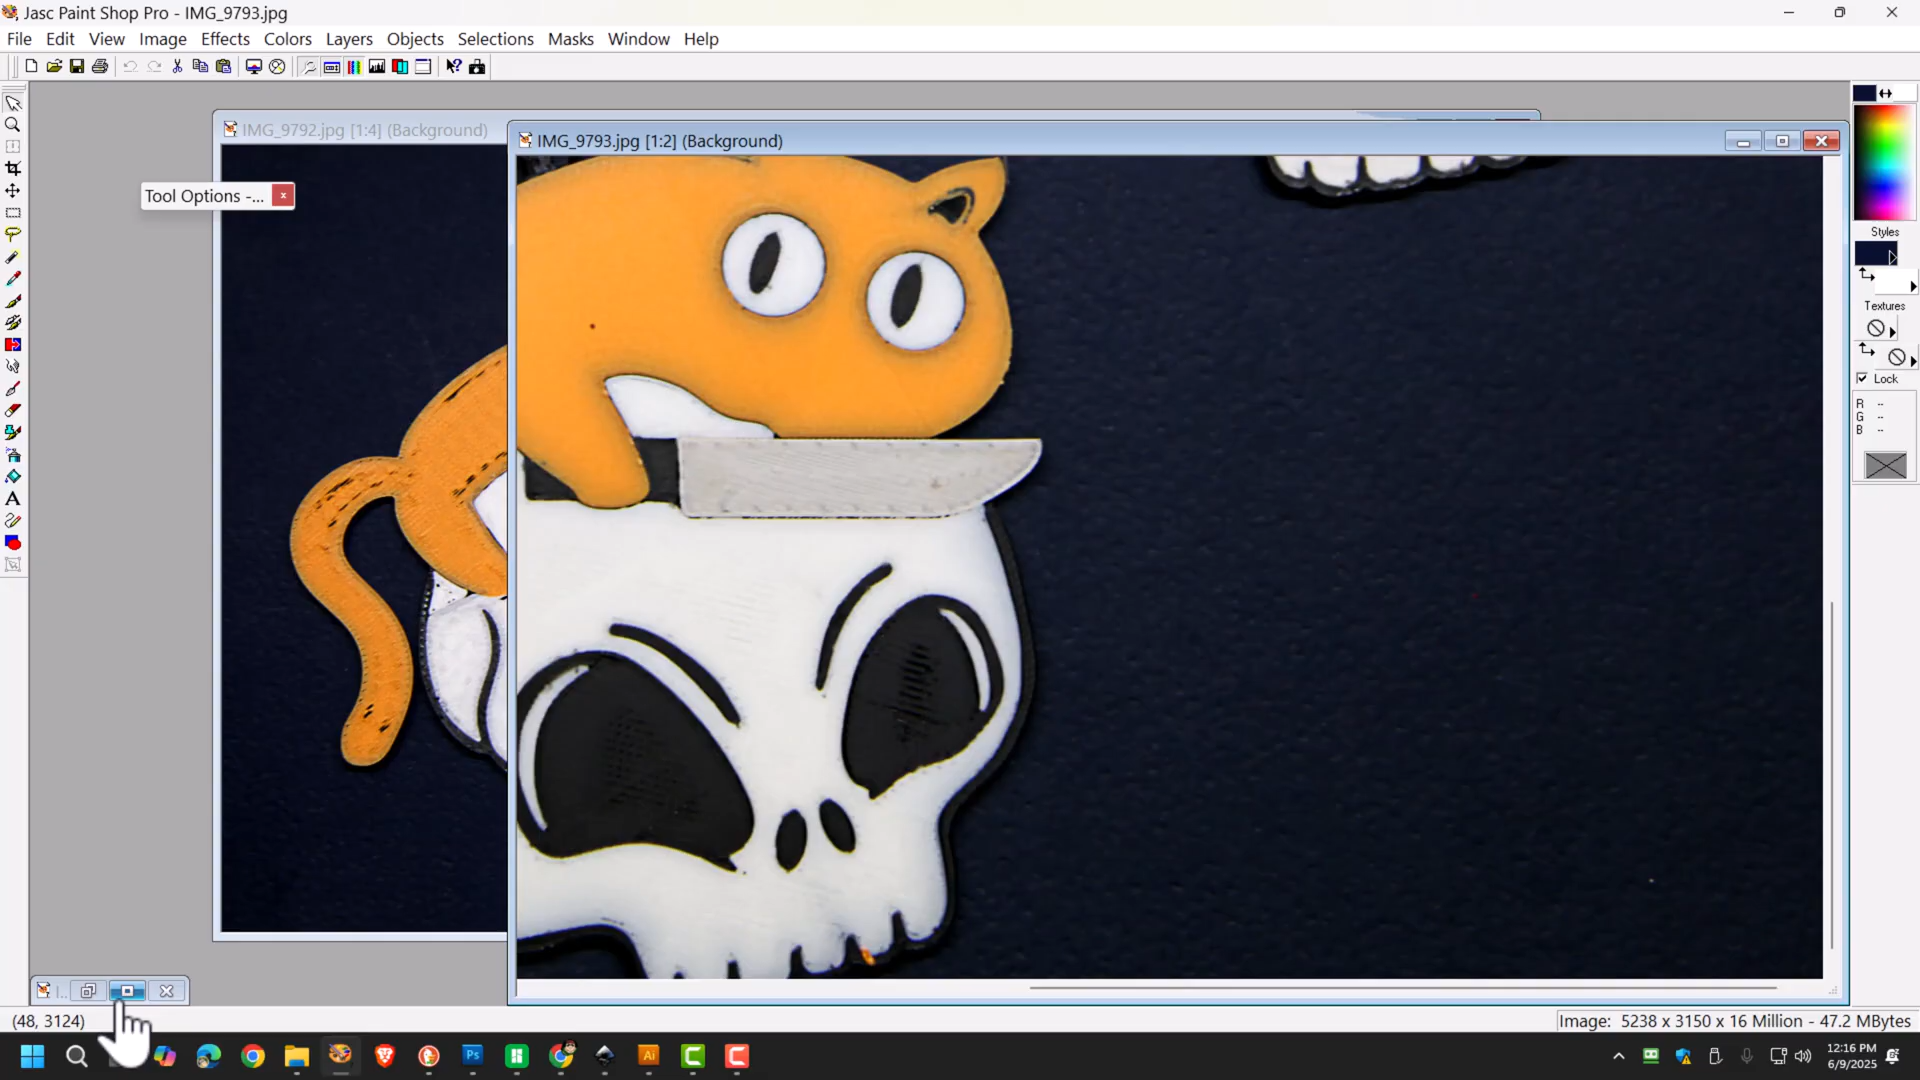 Jasc Paint Shop Pro - IMG_9793.jpg
File Edit View Image Effects Colors Layers Objects Selections Masks Window Help
IMG_9792.jpg [1:4] (Background)
IMG_9793.jpg [1:2] (Background)
Tool Options -...
Styles
Textures
Lock
R --
G --
B --
I..
(48, 3124)
Image: 5238 x 3150 x 16 Million - 47.2 MBytes
Ps
Ai
12:16 PM
6/9/2025